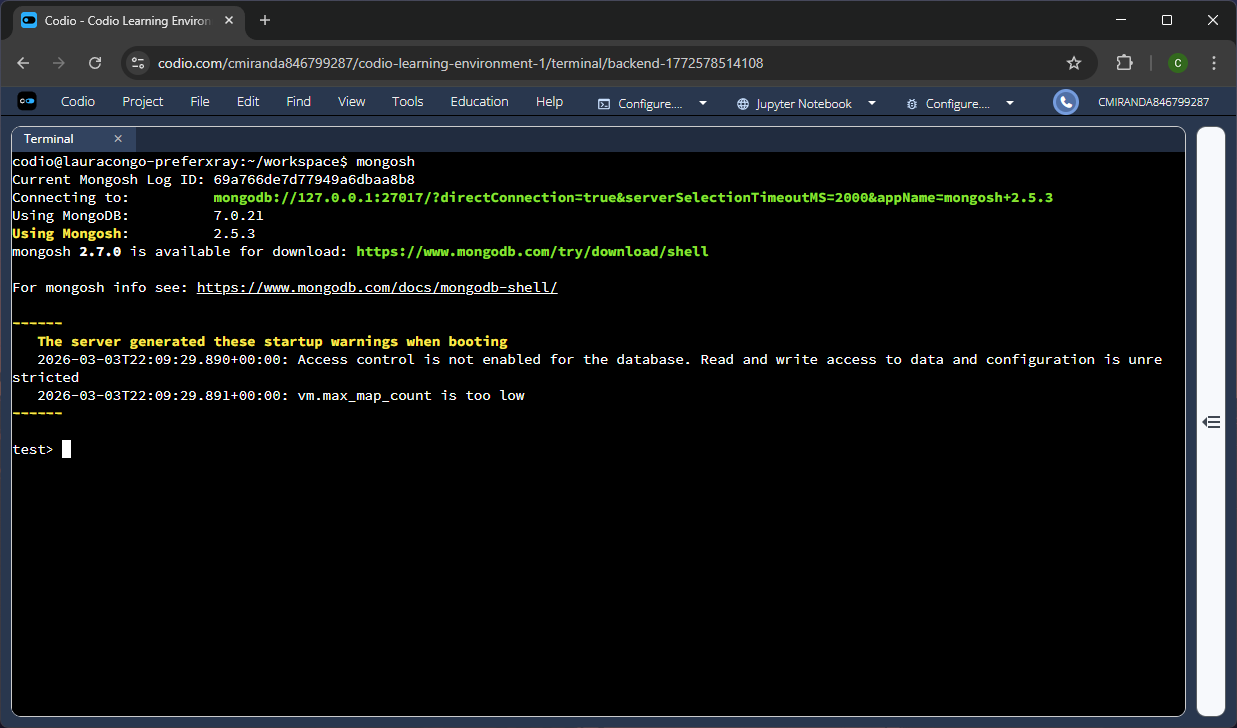 Codio - Codio Learning Environ
codio.com/cmiranda846799287/codio-learning-environment-1/terminal/backend-1772578514108
C
Codio Project File Edit Find View Tools Education Help Configure.... Jupyter Notebook Configure.... CMIRANDA846799287
Terminal
codio@lauracongo-preferxray:~/workspace$ mongosh
Current Mongosh Log ID: 69a766de7d77949a6dbaa8b8
Connecting to: mongodb://127.0.0.1:27017/?directConnection=true&serverSelectionTimeoutMS=2000&appName=mongosh+2.5.3
Using MongoDB: 7.0.21
Using Mongosh: 2.5.3
mongosh 2.7.0 is available for download: https://www.mongodb.com/try/download/shell
For mongosh info see: https://www.mongodb.com/docs/mongodb-shell/
------
The server generated these startup warnings when booting
2026-03-03T22:09:29.890+00:00: Access control is not enabled for the database. Read and write access to data and configuration is unre
stricted
2026-03-03T22:09:29.891+00:00: vm.max_map_count is too low
------
test>